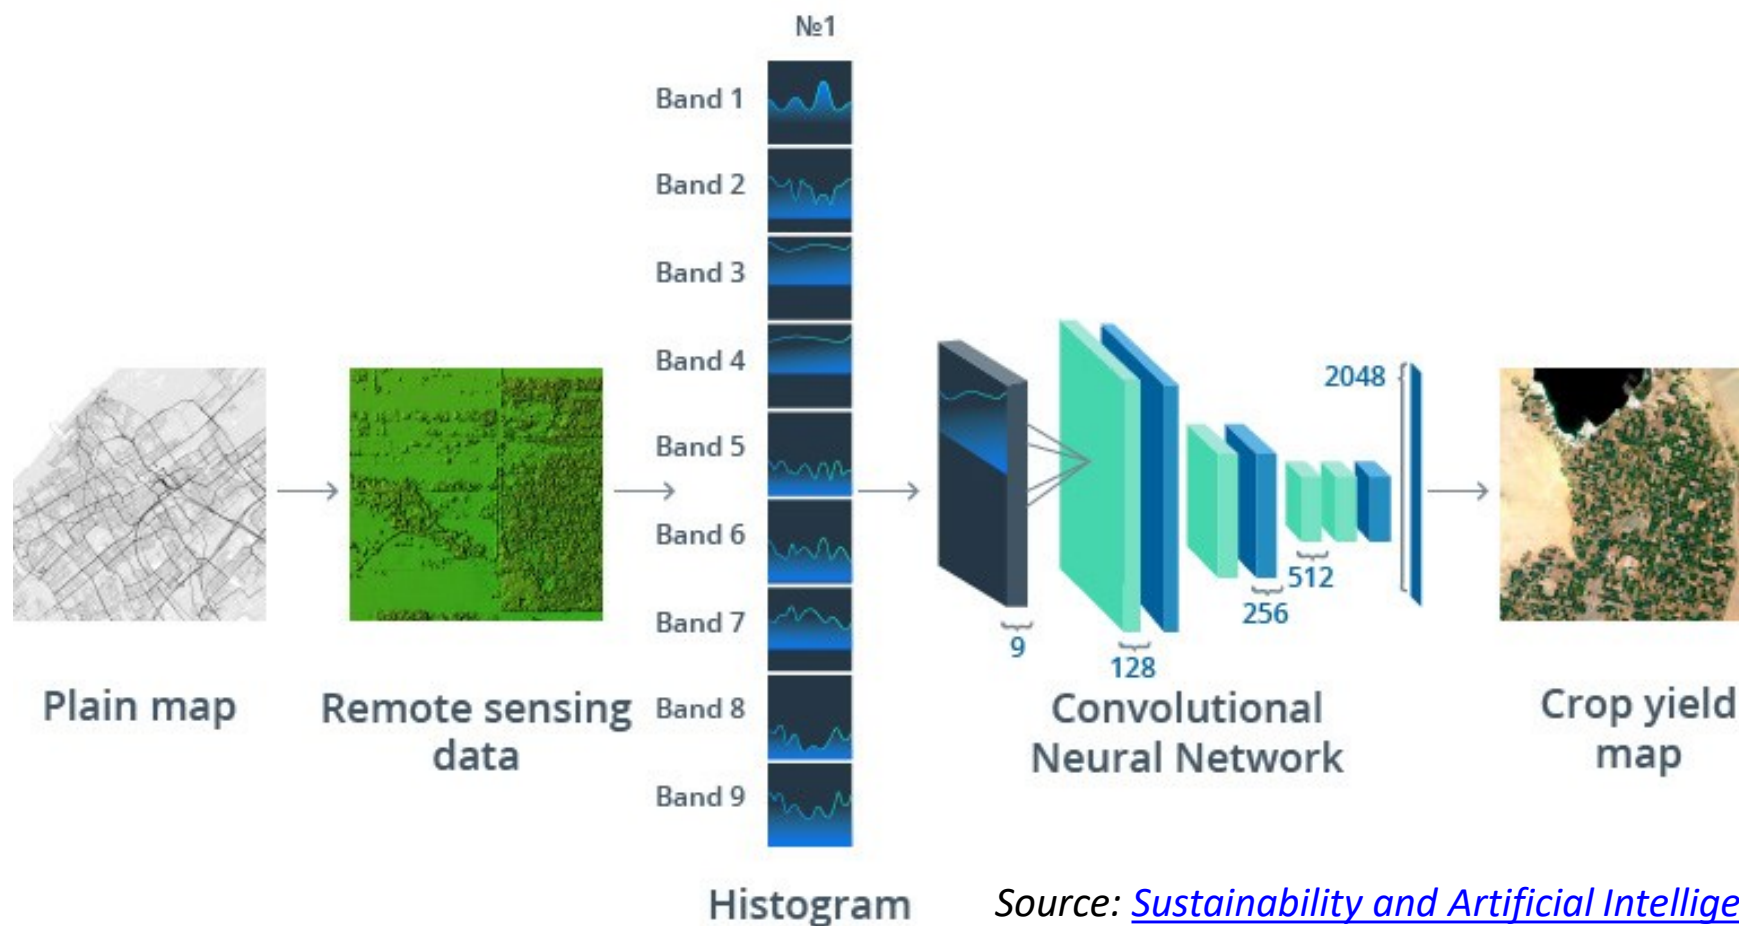 №1
Band 1
Band 2
Band 3
Band 4
Band 5
Band 6
Band 7
Band 8
Band 9
Histogram
Plain map
Remote sensing
data
9
128
256
512
2048
Convolutional
Neural Network
Crop yield
map
Source: Sustainability and Artificial Intellige